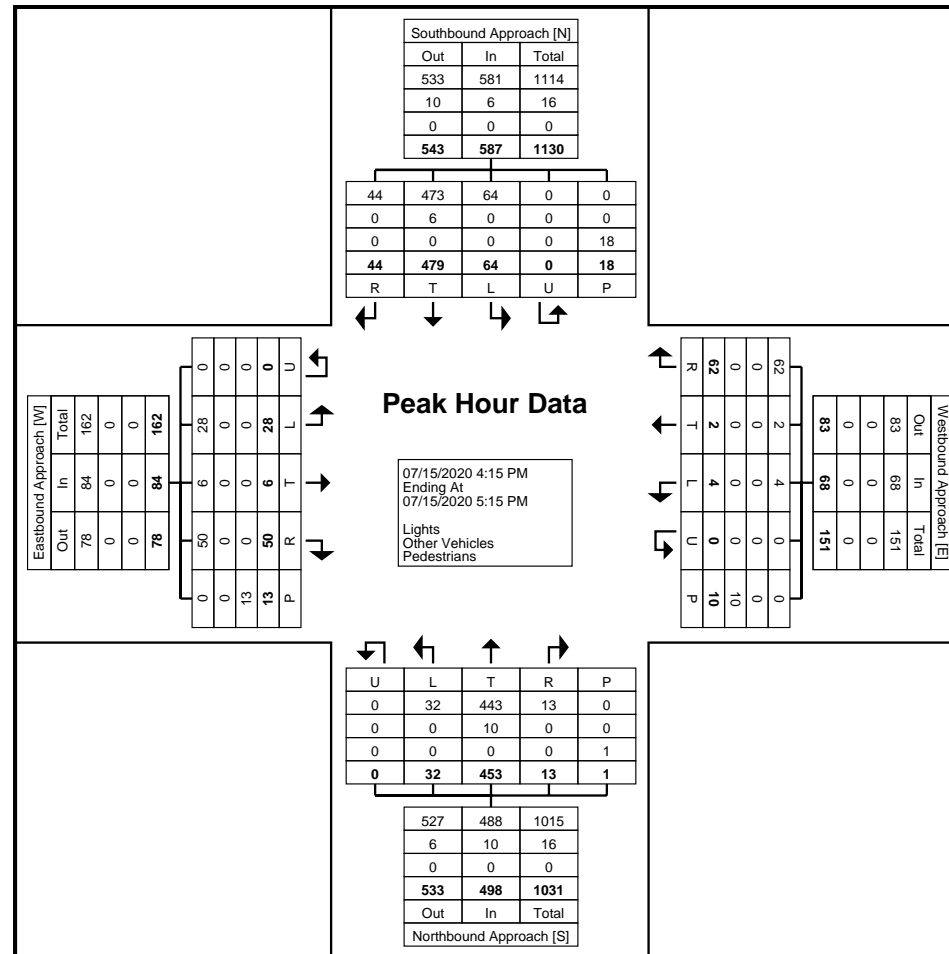 Southbound Approach [N]
Out In Total
533 581 1114
10 6 16
0 0 0
543 587 1130
44 473 64 0 0
0 6 0 0 0
0 0 0 0 18
44 479 64 0 18
R T L U P
Eastbound Approach [W]
Out In Total
78 84 162
0 0 0
0 0 0
78 84 162
0 28 6 50 0
0 0 0 0 0
0 0 0 0 13
0 28 6 50 13
U L T R P
Peak Hour Data
07/15/2020 4:15 PM
Ending At
07/15/2020 5:15 PM
Lights
Other Vehicles
Pedestrians
R T L U P
62 2 4 0 10
0 0 0 0 10
0 0 0 0 0
62 2 4 0 0
Westbound Approach [E]
Out In Total
83 68 151
0 0 0
0 0 0
83 68 151
U L T R P
0 32 443 13 0
0 0 10 0 0
0 0 0 0 1
0 32 453 13 1
527 488 1015
6 10 16
0 0 0
533 498 1031
Out In Total
Northbound Approach [S]